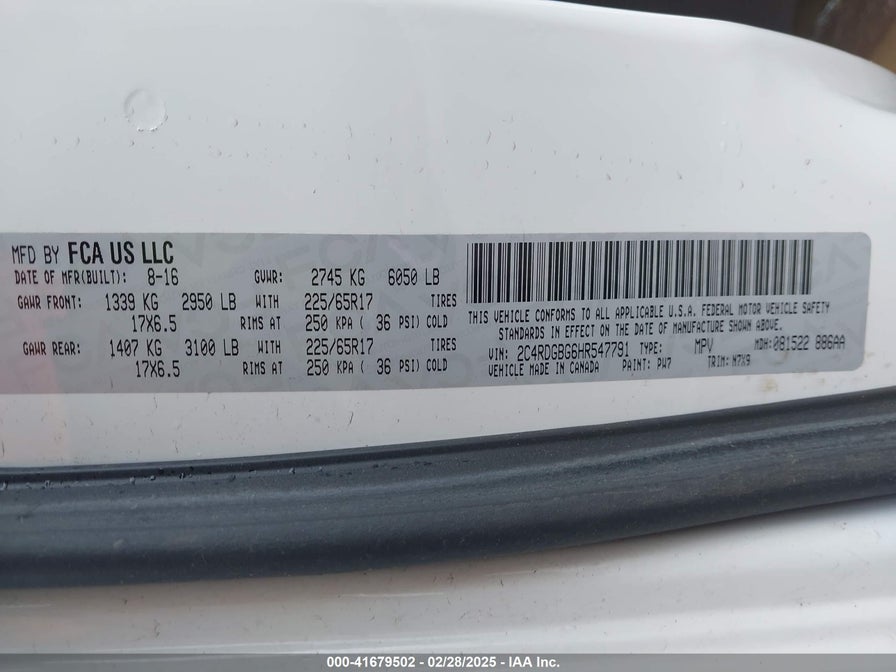 MFD BY FCA US LLC
DATE OF MFR(BUILT): 8-16 GVWR: 2745 KG 6050 LB
GAWR FRONT: 1339 KG 2950 LB WITH 225/65R17 TIRES
17X6.5 RIMS AT 250 KPA ( 36 PSI) COLD
GAWR REAR: 1407 KG 3100 LB WITH 225/65R17 TIRES
17X6.5 RIMS AT 250 KPA ( 36 PSI) COLD
THIS VEHICLE CONFORMS TO ALL APPLICABLE U.S.A. FEDERAL MOTOR VEHICLE SAFETY
STANDARDS IN EFFECT ON THE DATE OF MANUFACTURE SHOWN ABOVE.
VIN: 2C4RDGBG6HR547791 TYPE: MPV MDH:081522 886AA
VEHICLE MADE IN CANADA PAINT: PW7 TRIM: M7X9
000-41679502 - 02/28/2025 - IAA Inc.